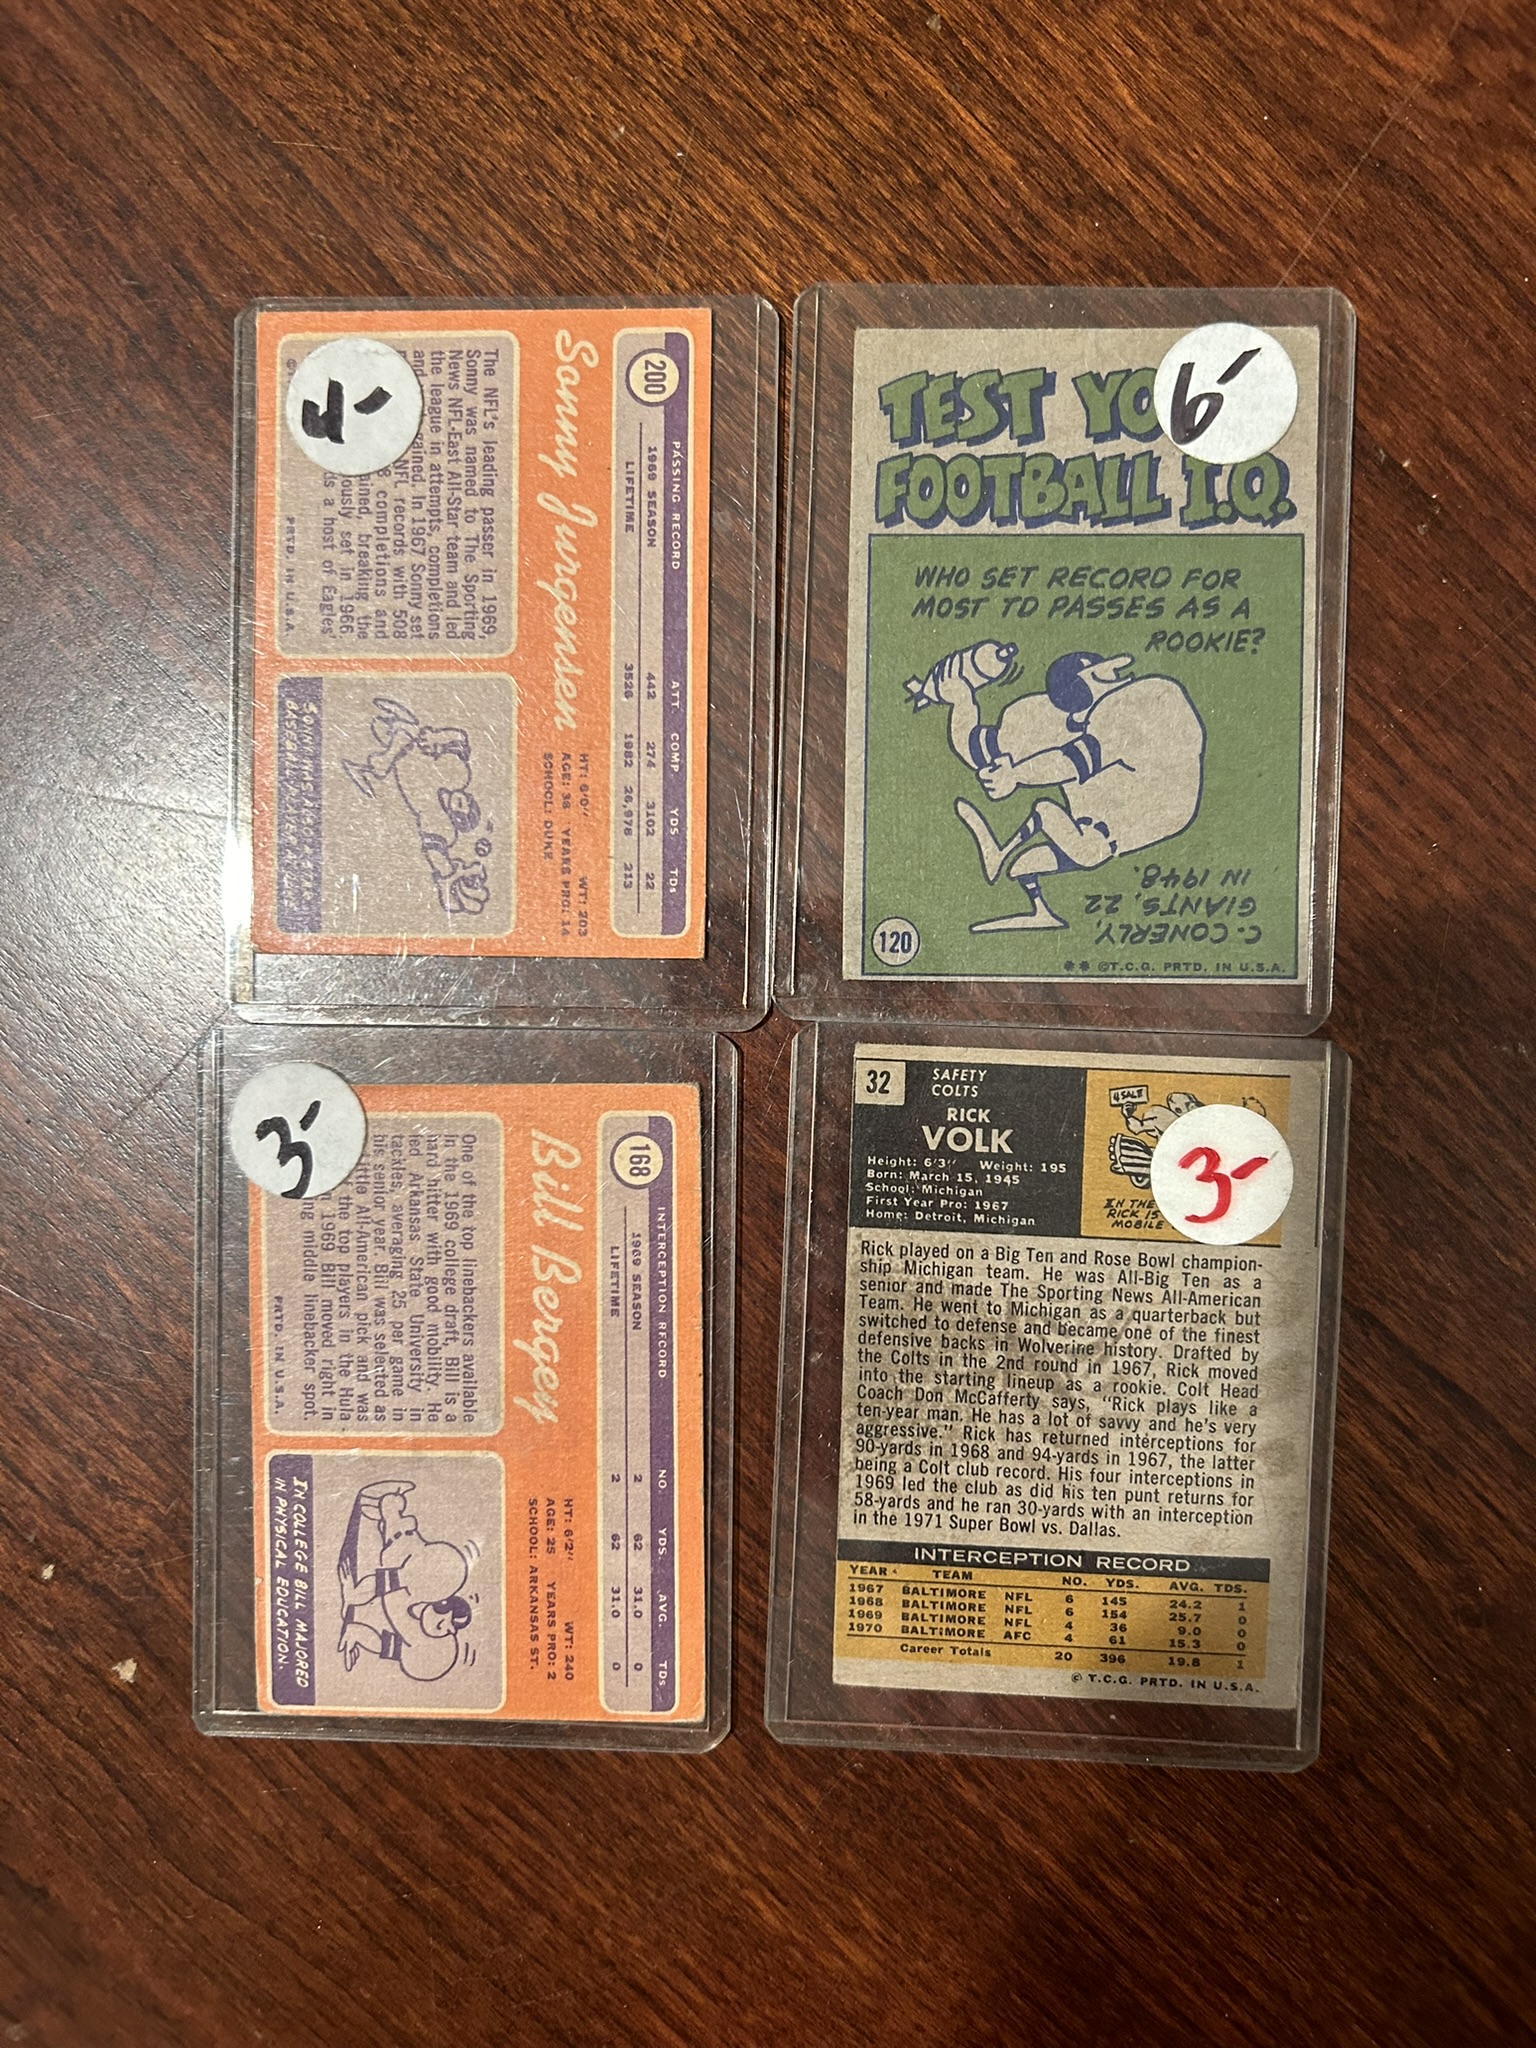 200
PASSING RECORD ATT. COMP. YDS. TDs
1969 SEASON 442 274 3102 22
LIFETIME 3526 1982 26,978 213
Sonny Jurgensen
HT: 6'0" WT: 203
AGE: 36 YEARS PRO: 14
SCHOOL: DUKE
The NFL's leading passer in 1969,
Sonny was named to The Sporting
News NFL-East All-Star team and led
the league in attempts, completions
and gained. In 1967 Sonny set
NFL records with 508
8 completions and
ained, breaking the
iously set in 1966.
ds a host of Eagles'
© PRTD. IN U.S.A.
TEST YO
FOOTBALL I.Q.
6-
WHO SET RECORD FOR
MOST TD PASSES AS A
ROOKIE?
C. CONERLY,
GIANTS, 22
IN 1948.
120
** ©T.C.G. PRTD. IN U.S.A.
168
INTERCEPTION RECORD NO. YDS. AVG. TDs
1969 SEASON 2 62 31.0 0
LIFETIME 2 62 31.0 0
Bill Bergey
HT: 6'2" WT: 240
AGE: 25 YEARS PRO: 2
SCHOOL: ARKANSAS ST.
One of the top linebackers available
in the 1969 college draft, Bill is a
hard hitter with good mobility. He
led Arkansas State University in
tackles, averaging 25 per game in
his senior year. Bill was selected as
ittle All-American pick and was
the top players in the Hula
1969 Bill moved right in
ng middle linebacker spot.
PRTD. IN U.S.A.
3-
IN COLLEGE BILL MAJORED
IN PHYSICAL EDUCATION.
32
SAFETY
COLTS
RICK
VOLK
Height: 6'3" Weight: 195
Born: March 15, 1945
School: Michigan
First Year Pro: 1967
Home: Detroit, Michigan
4 SALE
IN THE
RICK IS
MOBILE
3-
Rick played on a Big Ten and Rose Bowl champion-
ship Michigan team. He was All-Big Ten as a
senior and made The Sporting News All-American
Team. He went to Michigan as a quarterback but
switched to defense and became one of the finest
defensive backs in Wolverine history. Drafted by
the Colts in the 2nd round in 1967, Rick moved
into the starting lineup as a rookie. Colt Head
Coach Don McCafferty says, "Rick plays like a
ten-year man. He has a lot of savvy and he's very
aggressive." Rick has returned interceptions for
90-yards in 1968 and 94-yards in 1967, the latter
being a Colt club record. His four interceptions in
1969 led the club as did his ten punt returns for
58-yards and he ran 30-yards with an interception
in the 1971 Super Bowl vs. Dallas.
INTERCEPTION RECORD
YEAR TEAM NO. YDS. AVG. TDS.
1967 BALTIMORE NFL 6 145 24.2 1
1968 BALTIMORE NFL 6 154 25.7 0
1969 BALTIMORE NFL 4 36 9.0 0
1970 BALTIMORE AFC 4 61 15.3 0
Career Totals 20 396 19.8 1
© T.C.G. PRTD. IN U.S.A.